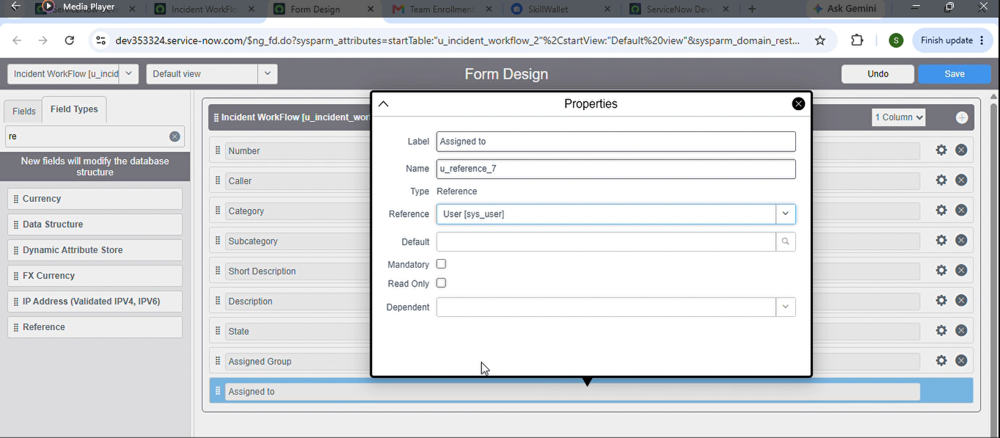 Media Player
ServiceNow Dev
Incident WorkFlo
Form Design
Team Enrollment
SkillWallet
ServiceNow Deve
Ask Gemini
dev353324.service-now.com/$ng_fd.do?sysparm_attributes=startTable:"u_incident_workflow_2"%2CstartView:"Default%20view"&sysparm_domain_rest...
S
Finish update
Incident WorkFlow [u_incid
Default view
Form Design
Undo
Save
Fields
Field Types
re
New fields will modify the database
structure
Currency
Data Structure
Dynamic Attribute Store
FX Currency
IP Address (Validated IPV4, IPV6)
Reference
Incident WorkFlow [u_incident_wor
1 Column
Number
Caller
Category
Subcategory
Short Description
Description
State
Assigned Group
Assigned to
Properties
Label Assigned to
Name u_reference_7
Type Reference
Reference User [sys_user]
Default
Mandatory
Read Only
Dependent